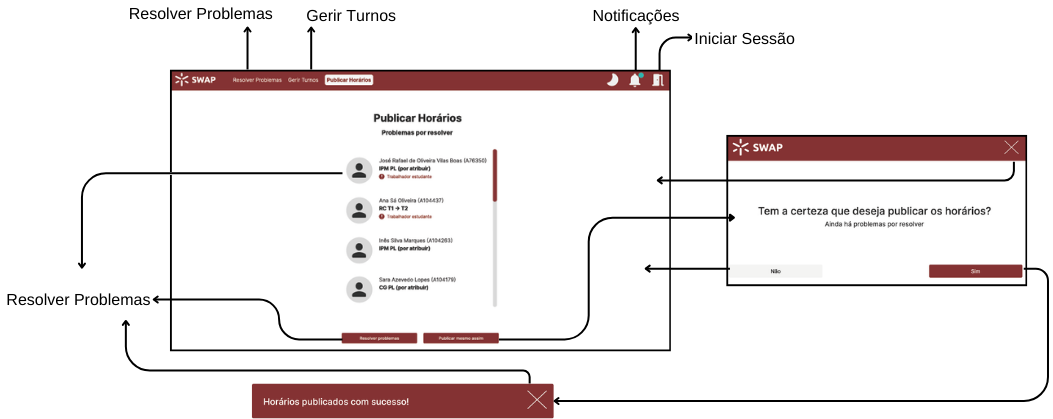 Resolver Problemas
Gerir Turnos
Notificações
Iniciar Sessão
SWAP
Resolver Problemas
Gerir Turnos
Publicar Horários
Publicar Horários
Problemas por resolver
José Rafael de Oliveira Vilas Boas (A76350)
IPM PL (por atribuir)
Trabalhador estudante
Ana Sá Oliveira (A104437)
RC T1 → T2
Trabalhador estudante
Inês Silva Marques (A104263)
IPM PL (por atribuir)
Sara Azevedo Lopes (A104179)
CG PL (por atribuir)
Resolver problemas
Publicar mesmo assim
SWAP
Tem a certeza que deseja publicar os horários?
Ainda há problemas por resolver
Não
Sim
Resolver Problemas
Horários publicados com sucesso!